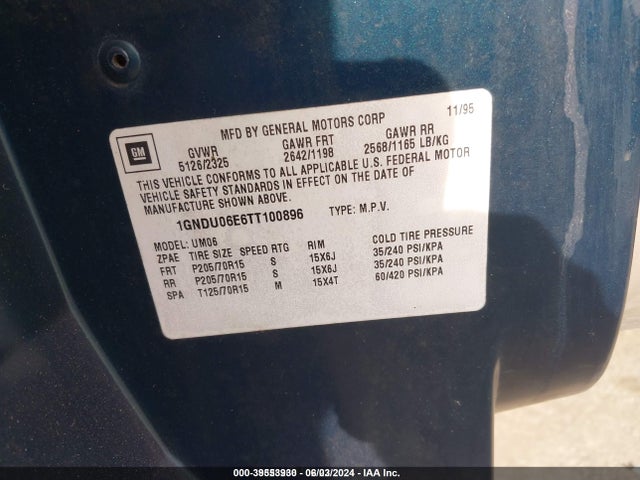 MFD BY GENERAL MOTORS CORP 11/95
GM
GVWR GAWR FRT GAWR RR
5126/2325 2642/1198 2568/1165 LB/KG
THIS VEHICLE CONFORMS TO ALL APPLICABLE U.S. FEDERAL MOTOR
VEHICLE SAFETY STANDARDS IN EFFECT ON THE DATE OF
MANUFACTURE SHOWN ABOVE.
1GNDU06E6TT100896 TYPE: M.P.V.
MODEL: UM06
ZPAE TIRE SIZE SPEED RTG RIM COLD TIRE PRESSURE
FRT P205/70R15 S 15X6J 35/240 PSI/KPA
RR P205/70R15 S 15X6J 35/240 PSI/KPA
SPA T125/70R15 M 15X4T 60/420 PSI/KPA
/2024 | IAA Inc.